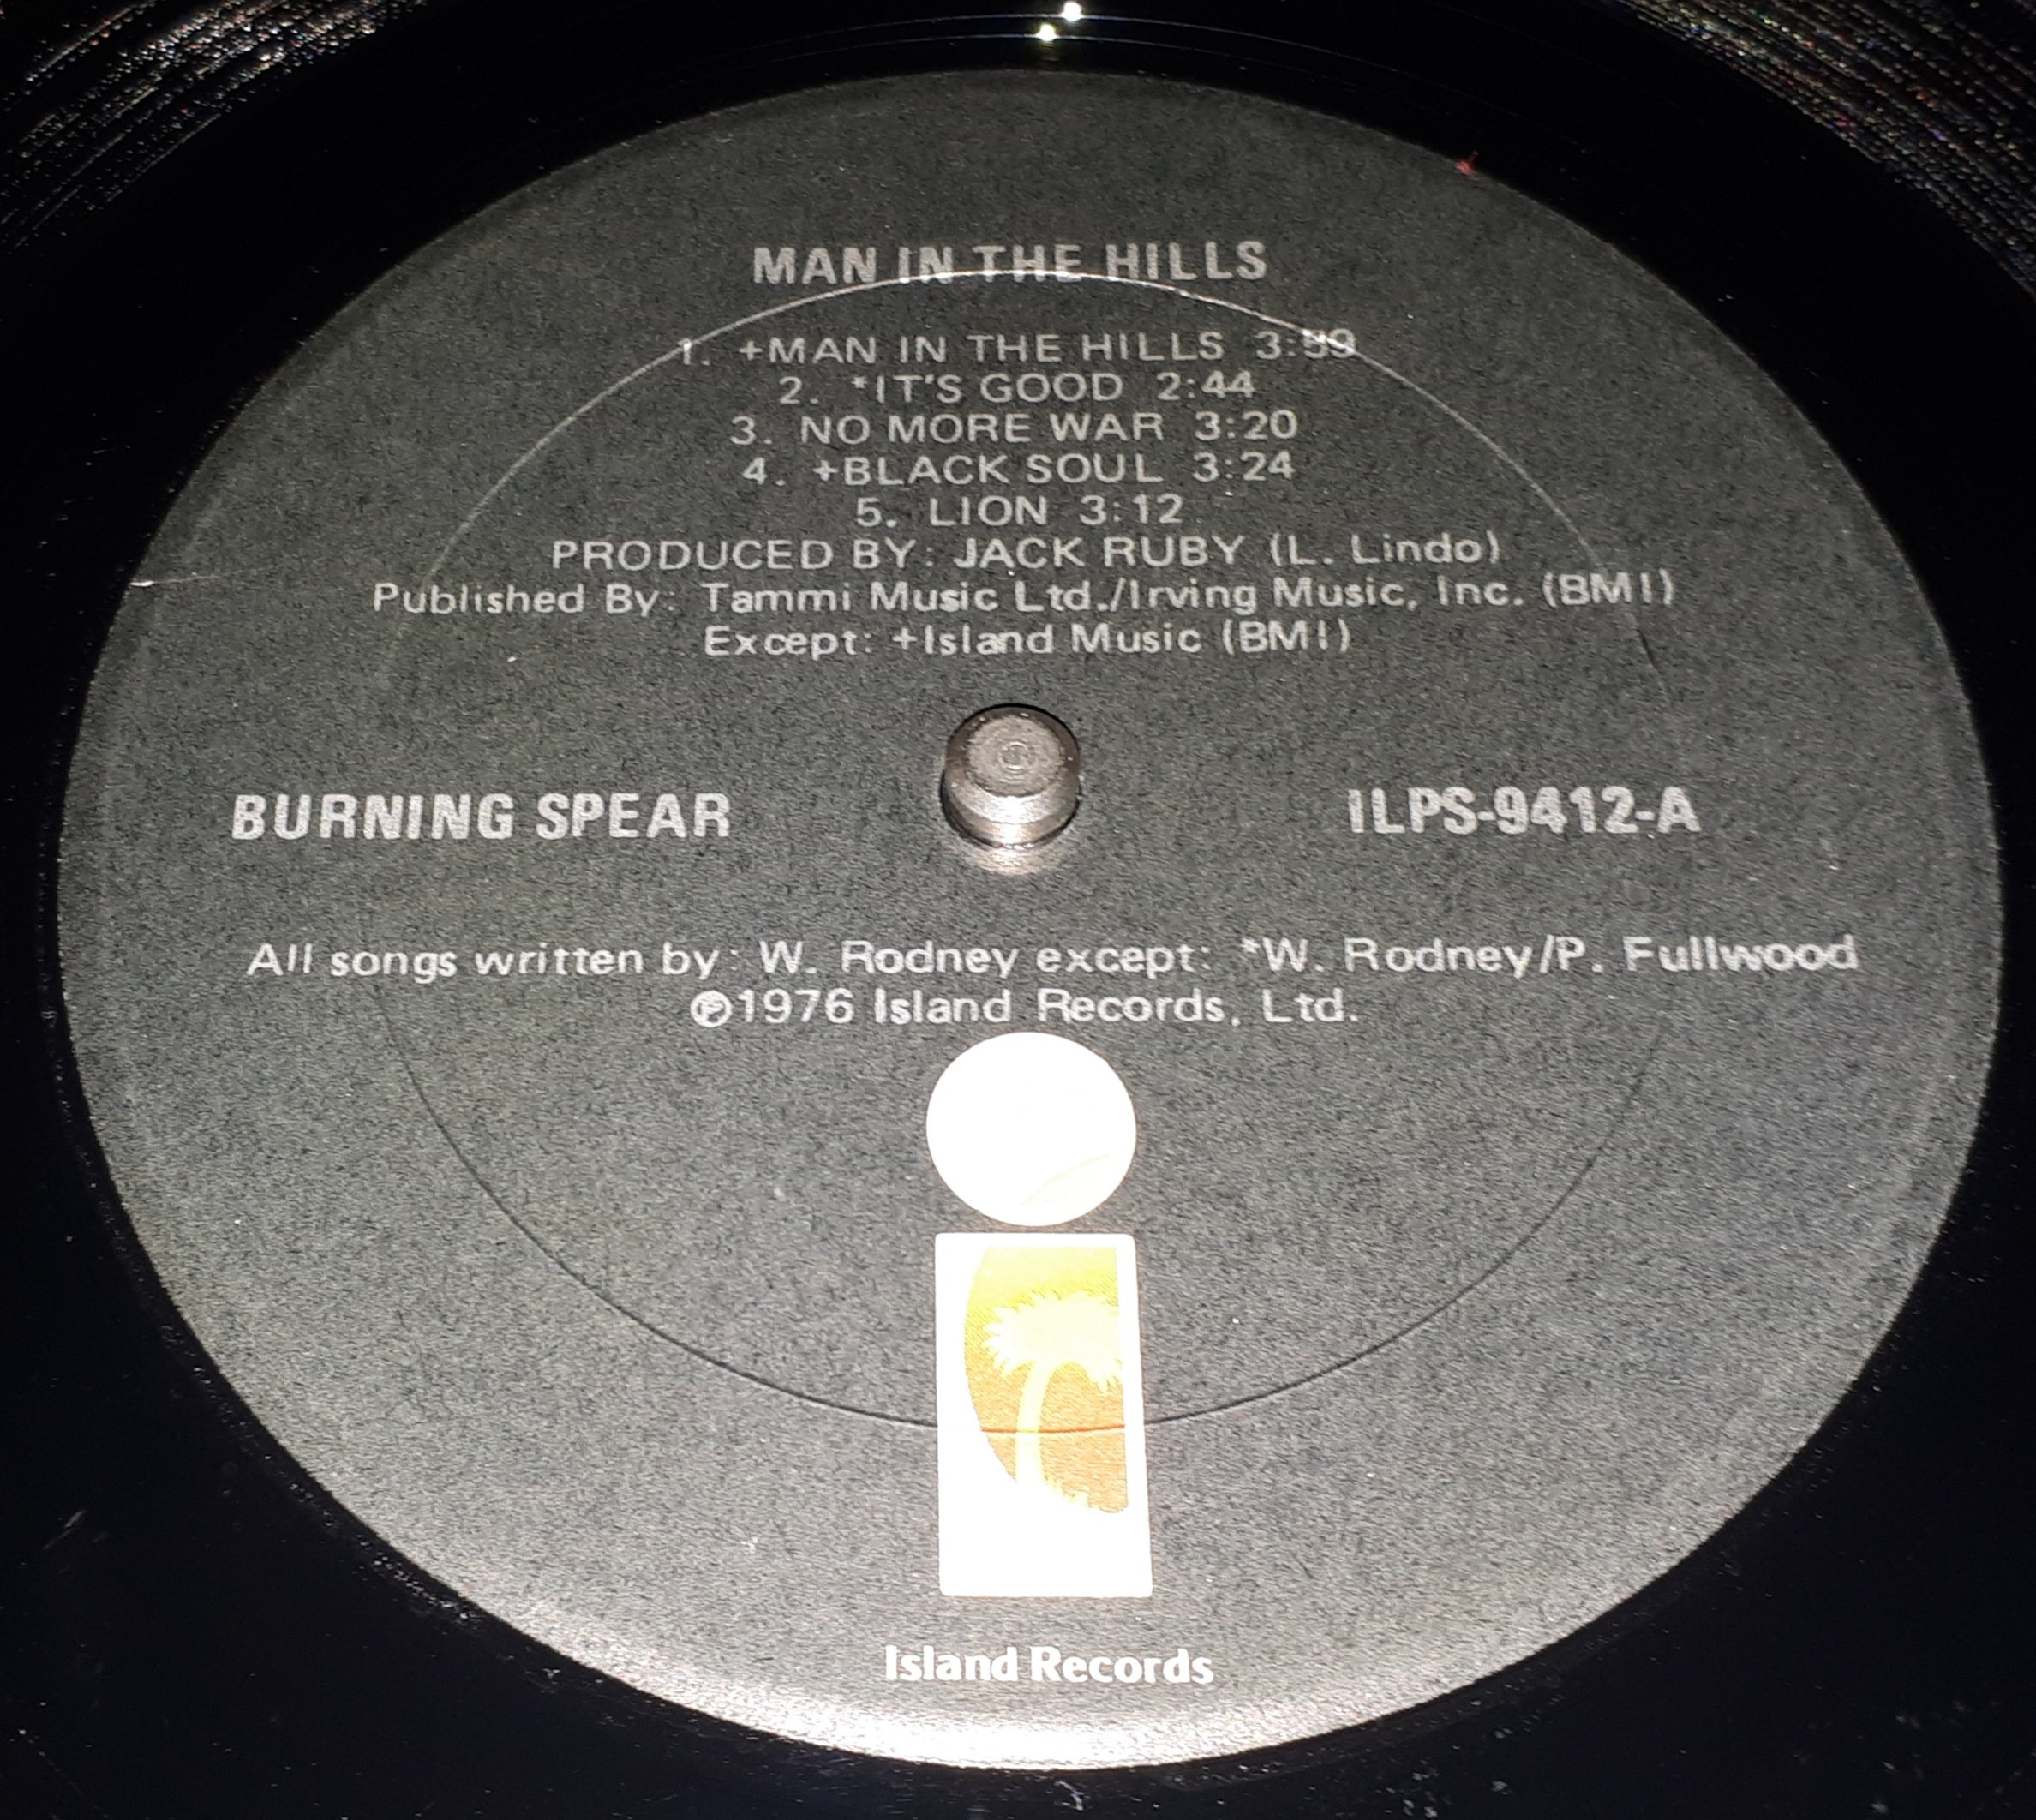 MAN IN THE HILLS
1. +MAN IN THE HILLS 3:59
2. *IT'S GOOD 2:44
3. NO MORE WAR 3:20
4. +BLACK SOUL 3:24
5. LION 3:12
PRODUCED BY: JACK RUBY (L. Lindo)
Published By: Tammi Music Ltd./Irving Music, Inc. (BMI)
Except: +Island Music (BMI)
BURNING SPEAR
ILPS-9412-A
All songs written by: W. Rodney except: *W. Rodney/P. Fullwood
℗1976 Island Records, Ltd.
Island Records